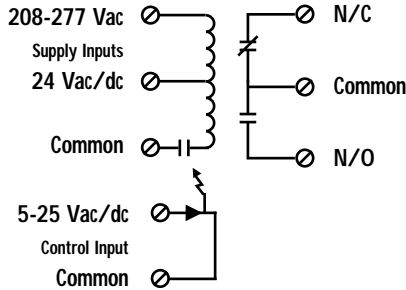 208-277 Vac
Supply Inputs
24 Vac/dc
Common
5-25 Vac/dc
Control Input
Common
N/C
Common
N/O